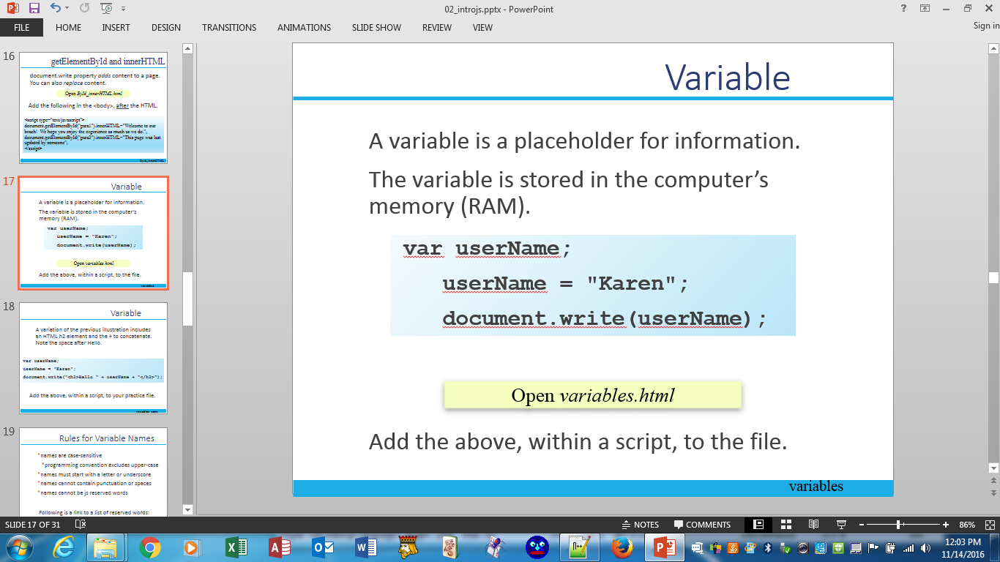 02_introjs.pptx - PowerPoint
?
Sign in
FILE HOME INSERT DESIGN TRANSITIONS ANIMATIONS SLIDE SHOW REVIEW VIEW
16
getElementById and innerHTML
document.write property adds content to a page.
You can also replace content.
Open ById_innerHTML.html
Add the following in the <body>, after the HTML.
<script type="text/javascript">
document.getElementById("para1").innerHTML="Welcome to our
beach! We hope you enjoy the experience as much as we do.";
document.getElementById("para3").innerHTML="This page was last
updated by someone";
</script>
ById_innerHTML
17
Variable
A variable is a placeholder for information.
The variable is stored in the computer's
memory (RAM).
var userName;
userName = "Karen";
document.write(userName);
Open variables.html
Add the above, within a script, to the file.
variables
18
Variable
A variation of the previous illustration includes
an HTML h2 element and the + to concatenate.
Note the space after Hello.
var userName;
userName = "Karen";
document.write("<h2>Hello " + userName + "</h2>");
Add the above, within a script, to your practice file.
19
Rules for Variable Names
*names are case-sensitive
*programming convention excludes upper-case
*names must start with a letter or underscore
*names cannot contain punctuation or spaces
*names cannot be js reserved words
Following is a link to a list of reserved words:
Variable
A variable is a placeholder for information.
The variable is stored in the computer’s
memory (RAM).
var userName;
userName = "Karen";
document.write(userName);
Open variables.html
Add the above, within a script, to the file.
variables
SLIDE 17 OF 31
NOTES COMMENTS
86%
12:03 PM
11/14/2016